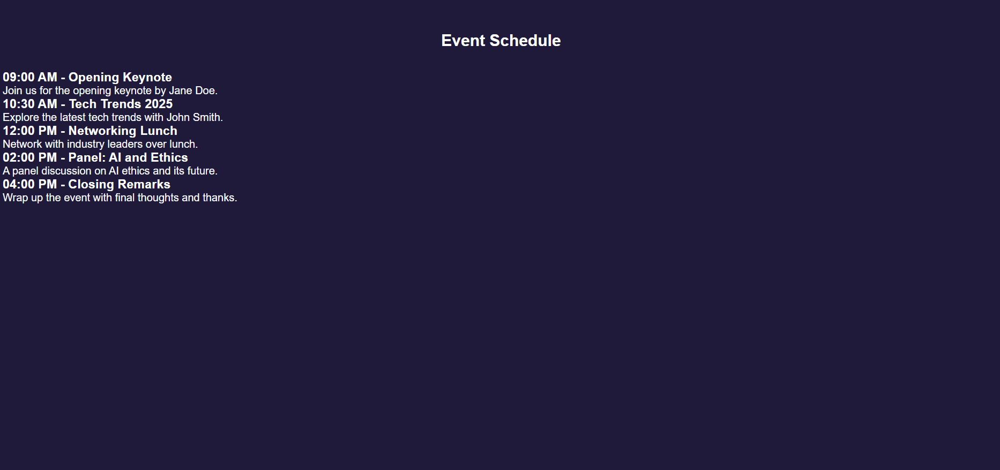 Event Schedule
09:00 AM - Opening Keynote
Join us for the opening keynote by Jane Doe.
10:30 AM - Tech Trends 2025
Explore the latest tech trends with John Smith.
12:00 PM - Networking Lunch
Network with industry leaders over lunch.
02:00 PM - Panel: AI and Ethics
A panel discussion on AI ethics and its future.
04:00 PM - Closing Remarks
Wrap up the event with final thoughts and thanks.